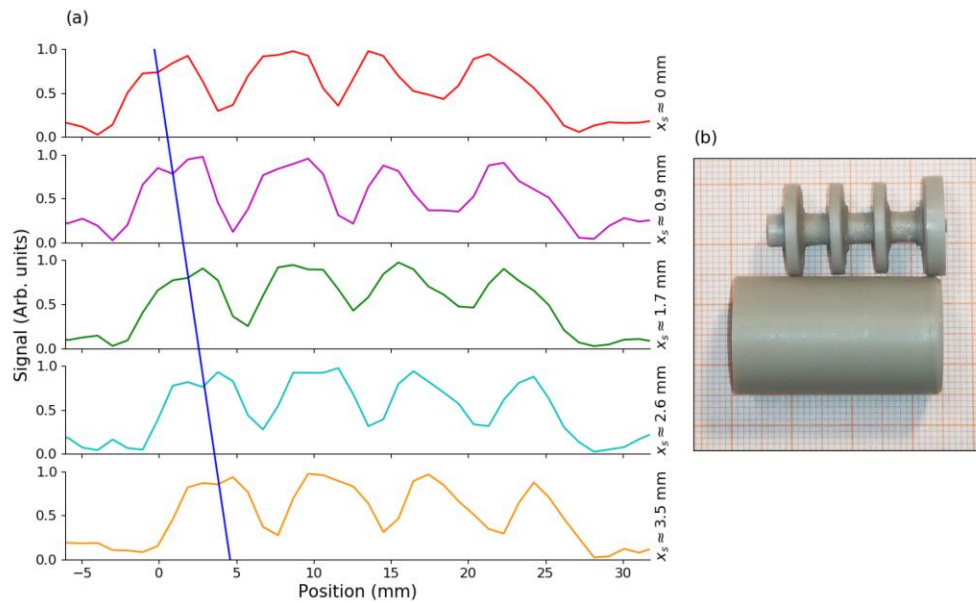 (a)
1.0
0.5
0.0
x_s ≈ 0 mm
1.0
0.5
0.0
x_s ≈ 0.9 mm
1.0
0.5
0.0
x_s ≈ 1.7 mm
1.0
0.5
0.0
x_s ≈ 2.6 mm
1.0
0.5
0.0
x_s ≈ 3.5 mm
Signal (Arb. units)
−5 0 5 10 15 20 25 30
Position (mm)
(b)